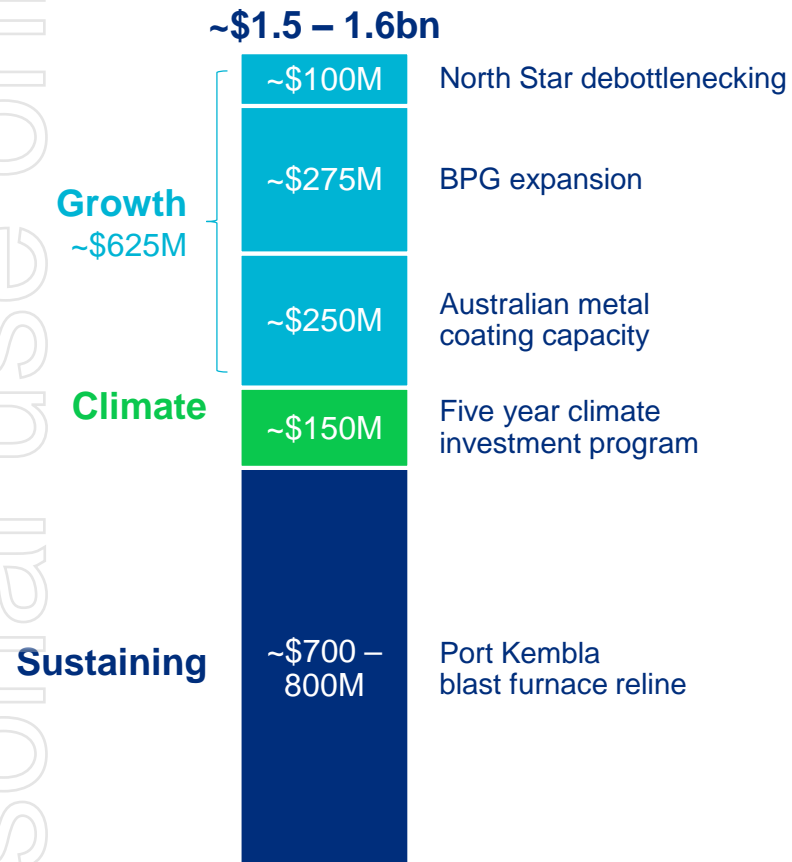 ~$1.5 – 1.6bn
~$100M
North Star debottlenecking
~$275M
BPG expansion
Growth
~$625M
~$250M
Australian metal
coating capacity
Climate
~$150M
Five year climate
investment program
Sustaining
~$700 –
800M
Port Kembla
blast furnace reline